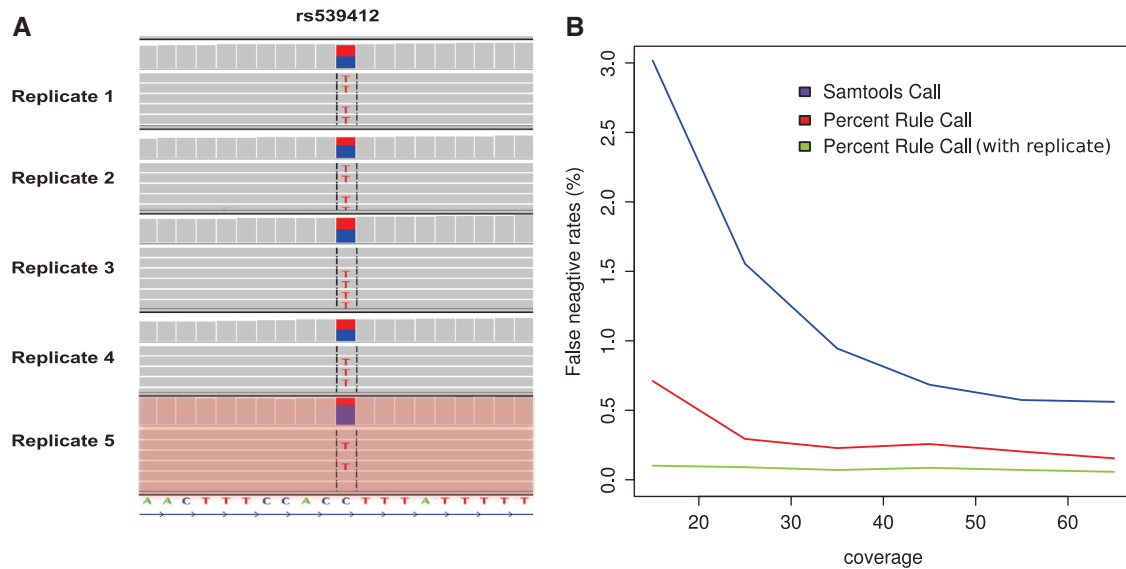 A
rs539412
Replicate 1
T
T
T
T
Replicate 2
T
T
T
T
Replicate 3
T
T
T
T
Replicate 4
T
T
T
Replicate 5
T
T
A A C T T T C C A C C T T T A T T T T T
B
False neagtive rates (%)
3.0
2.5
2.0
1.5
1.0
0.5
0.0
Samtools Call
Percent Rule Call
Percent Rule Call (with replicate)
20 30 40 50 60
coverage